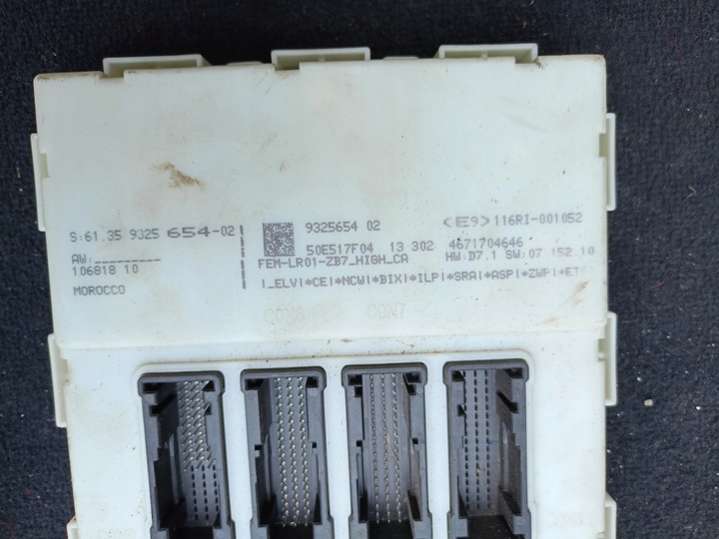 S:61.35 9325 654-02
AW:
106818 10
MOROCCO
9325654 02
50E517F04 13 302
FEM-LR01-ZB7_HIGH_CA
<E9>116RI-001052
4671704646
HW:D7.1 SW:07 152.10
|_ELV|*CE|*NCW|*BIX|*ILP|*SRA|*ASP|*ZWP|*ET